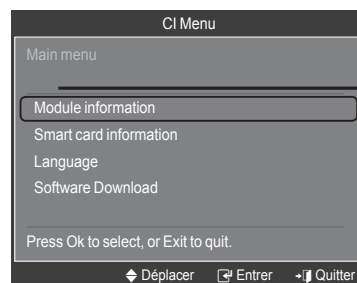 CI Menu
Main menu
Module information
Smart card information
Language
Software Download
Press Ok to select, or Exit to quit.
Déplacer Entrer Quitter